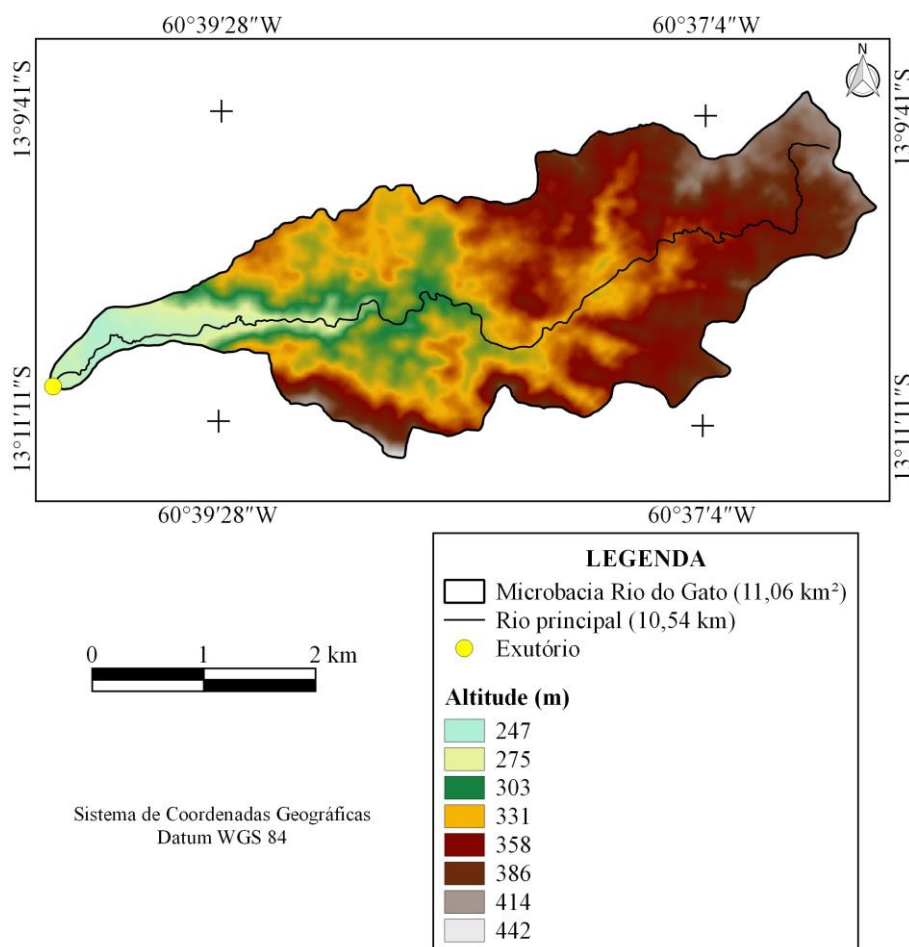 60°39'28"W 60°37'4"W
N
13°9'41"S 13°9'41"S
13°11'11"S 13°11'11"S
60°39'28"W 60°37'4"W
LEGENDA
Microbacia Rio do Gato (11,06 km²)
Rio principal (10,54 km)
Exutório
0 1 2 km
Altitude (m)
247
275
303
331
358
386
414
442
Sistema de Coordenadas Geográficas
Datum WGS 84